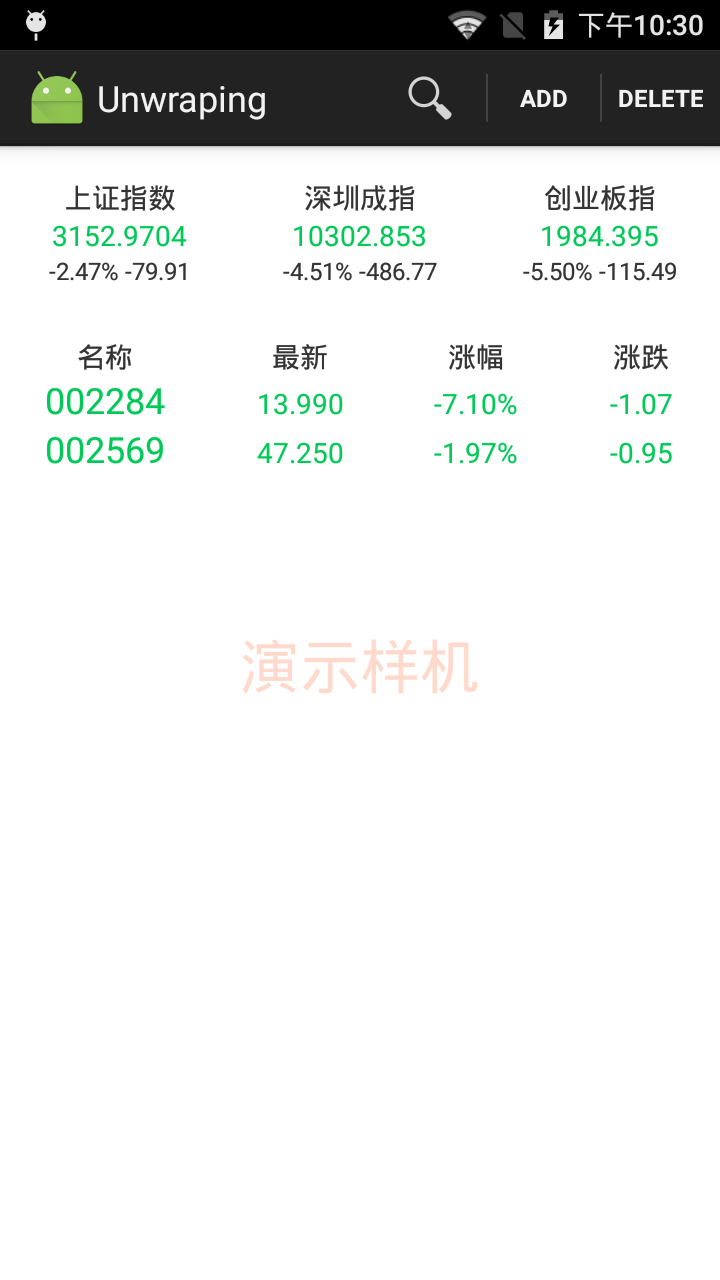 下午10:30
Unwraping ADD DELETE
上证指数 深圳成指 创业板指
3152.9704 10302.853 1984.395
-2.47% -79.91 -4.51% -486.77 -5.50% -115.49
名称 最新 涨幅 涨跌
002284 13.990 -7.10% -1.07
002569 47.250 -1.97% -0.95
演示样机